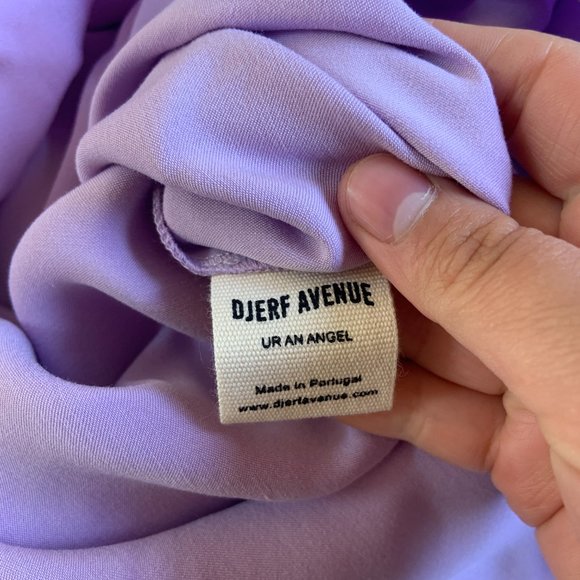 DJERF AVENUE
UR AN ANGEL
Made in Portugal
www.djerfavenue.com